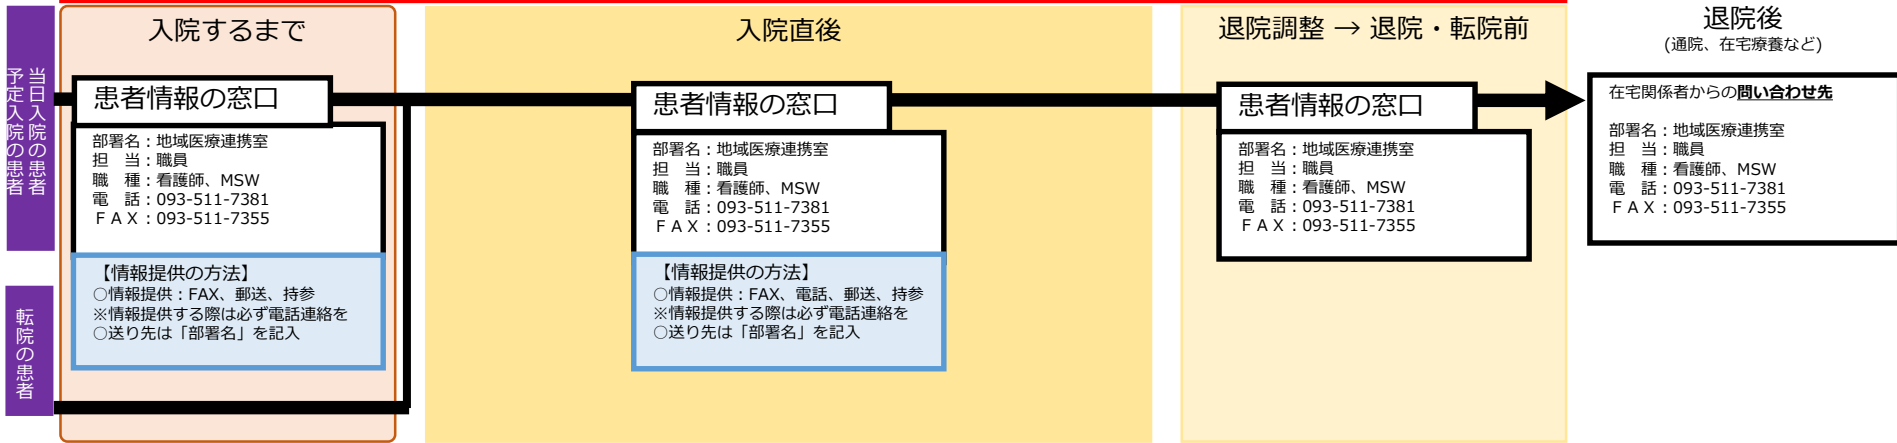 当日入院の患者
予定入院の患者
転院の患者
入院するまで
患者情報の窓口
部署名：地域医療連携室
担　当：職員
職　種：看護師、MSW
電　話：093-511-7381
ＦＡＸ：093-511-7355
【情報提供の方法】
○情報提供：FAX、郵送、持参
※情報提供する際は必ず電話連絡を
○送り先は「部署名」を記入
入院直後
患者情報の窓口
部署名：地域医療連携室
担　当：職員
職　種：看護師、MSW
電　話：093-511-7381
ＦＡＸ：093-511-7355
【情報提供の方法】
○情報提供：FAX、電話、郵送、持参
※情報提供する際は必ず電話連絡を
○送り先は「部署名」を記入
退院調整 → 退院・転院前
患者情報の窓口
部署名：地域医療連携室
担　当：職員
職　種：看護師、MSW
電　話：093-511-7381
ＦＡＸ：093-511-7355
退院後
(通院、在宅療養など)
在宅関係者からの問い合わせ先
部署名：地域医療連携室
担　当：職員
職　種：看護師、MSW
電　話：093-511-7381
ＦＡＸ：093-511-7355